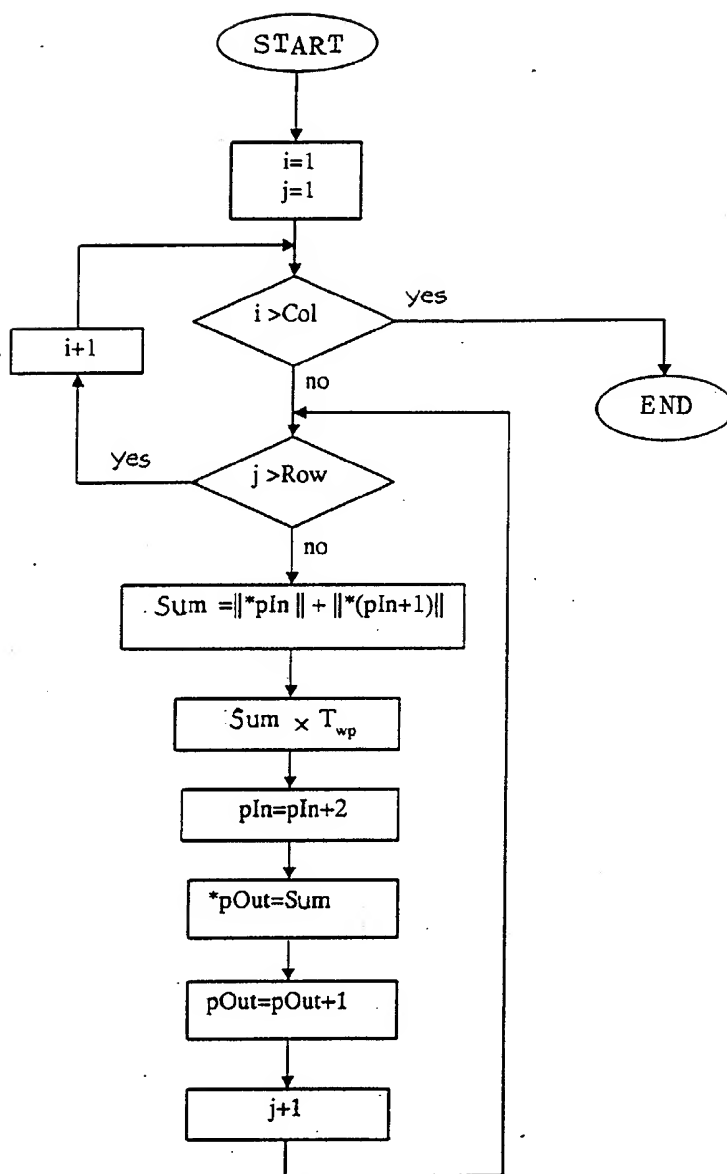 START
i=1
j=1
i >Col
yes
i+1
no
END
yes
j >Row
no
Sum =||*pIn || + ||*(pIn+1)||
Sum × T_wp
pIn=pIn+2
*pOut=Sum
pOut=pOut+1
j+1